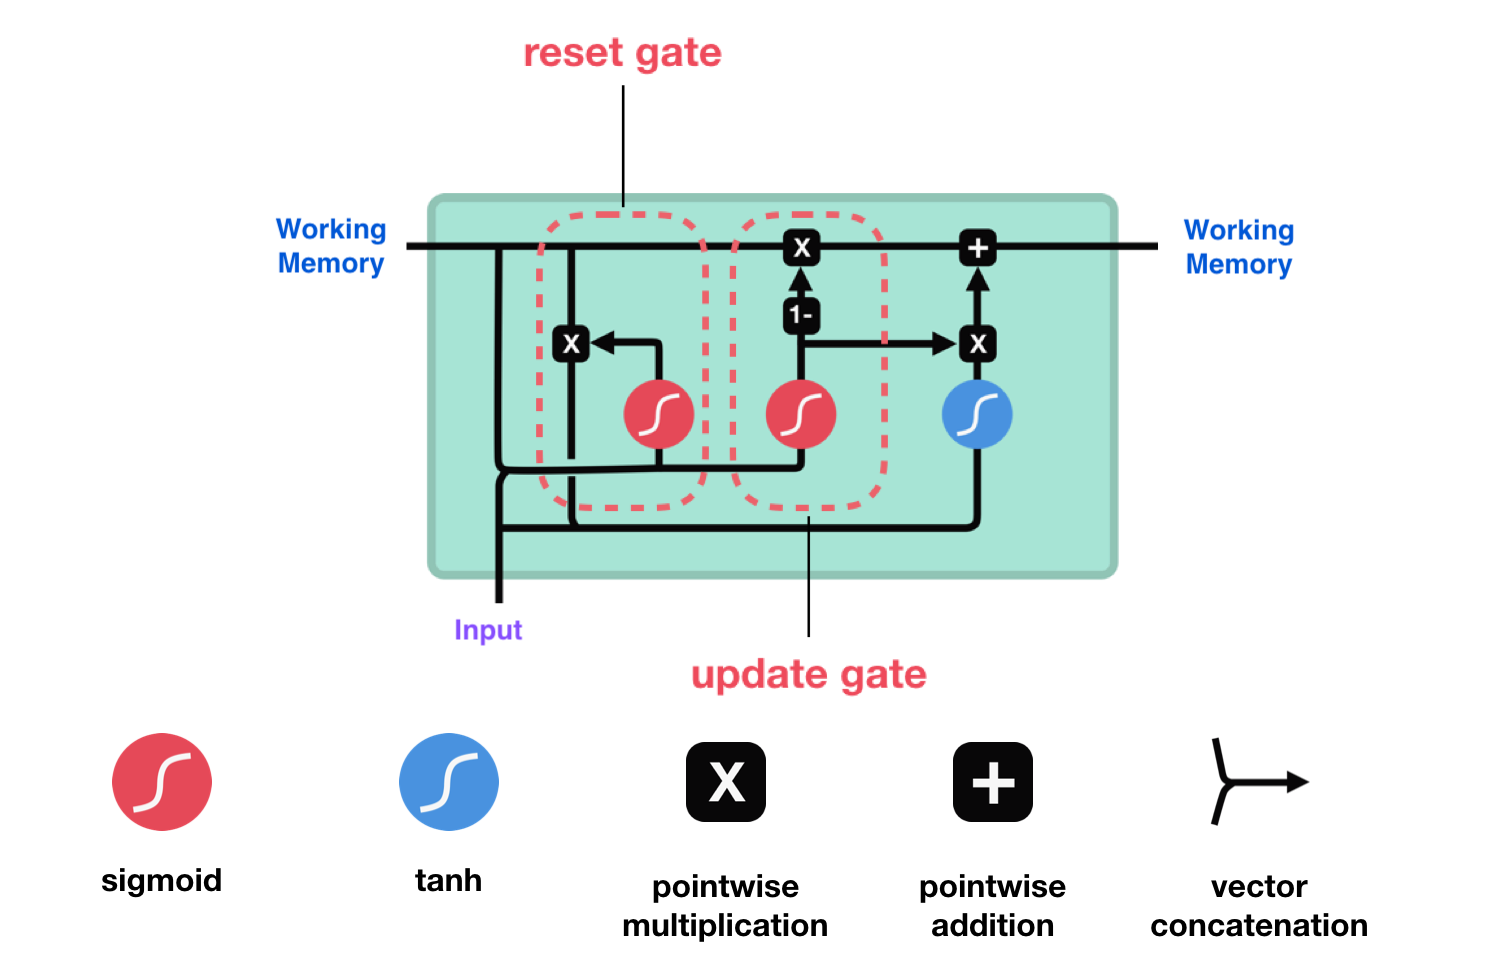 reset gate
Working
Memory
Working
Memory
X
+
1-
X
X
Input
update gate
X
+
sigmoid
tanh
pointwise
multiplication
pointwise
addition
vector
concatenation